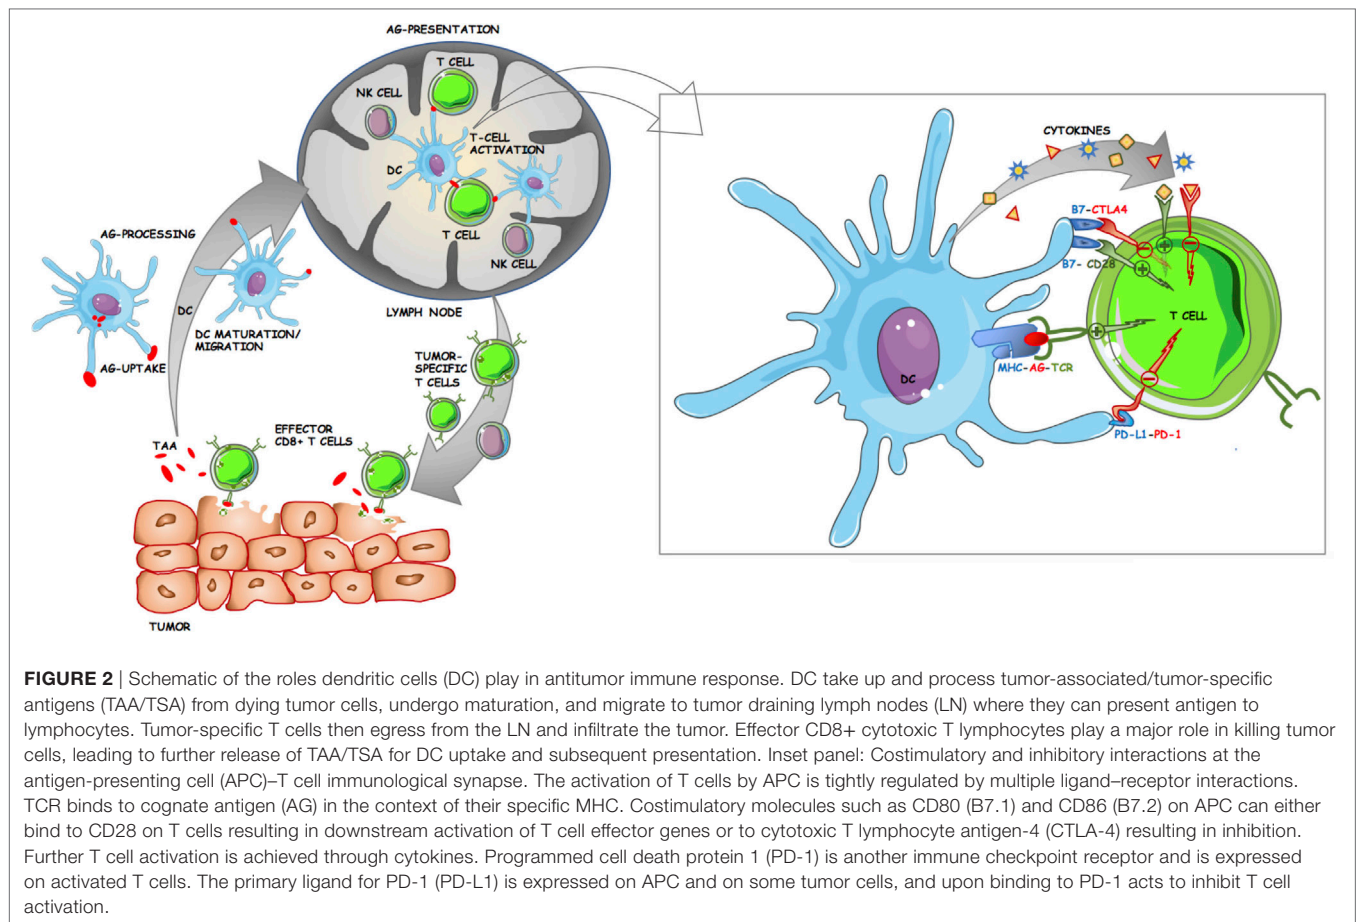 AG-PRESENTATION
T CELL
NK CELL
T-CELL
ACTIVATION
DC
T CELL
NK CELL
LYMPH NODE
AG-PROCESSING
DC
DC MATURATION/
MIGRATION
AG-UPTAKE
TUMOR-
SPECIFIC
T CELLS
EFFECTOR
CD8+ T CELLS
TAA
TUMOR
CYTOKINES
B7-CTLA4
B7- CD28
T CELL
MHC-AG-TCR
DC
PD-L1-PD-1
FIGURE 2 | Schematic of the roles dendritic cells (DC) play in antitumor immune response. DC take up and process tumor-associated/tumor-specific
antigens (TAA/TSA) from dying tumor cells, undergo maturation, and migrate to tumor draining lymph nodes (LN) where they can present antigen to
lymphocytes. Tumor-specific T cells then egress from the LN and infiltrate the tumor. Effector CD8+ cytotoxic T lymphocytes play a major role in killing tumor
cells, leading to further release of TAA/TSA for DC uptake and subsequent presentation. Inset panel: Costimulatory and inhibitory interactions at the
antigen-presenting cell (APC)–T cell immunological synapse. The activation of T cells by APC is tightly regulated by multiple ligand–receptor interactions.
TCR binds to cognate antigen (AG) in the context of their specific MHC. Costimulatory molecules such as CD80 (B7.1) and CD86 (B7.2) on APC can either
bind to CD28 on T cells resulting in downstream activation of T cell effector genes or to cytotoxic T lymphocyte antigen-4 (CTLA-4) resulting in inhibition.
Further T cell activation is achieved through cytokines. Programmed cell death protein 1 (PD-1) is another immune checkpoint receptor and is expressed
on activated T cells. The primary ligand for PD-1 (PD-L1) is expressed on APC and on some tumor cells, and upon binding to PD-1 acts to inhibit T cell
activation.